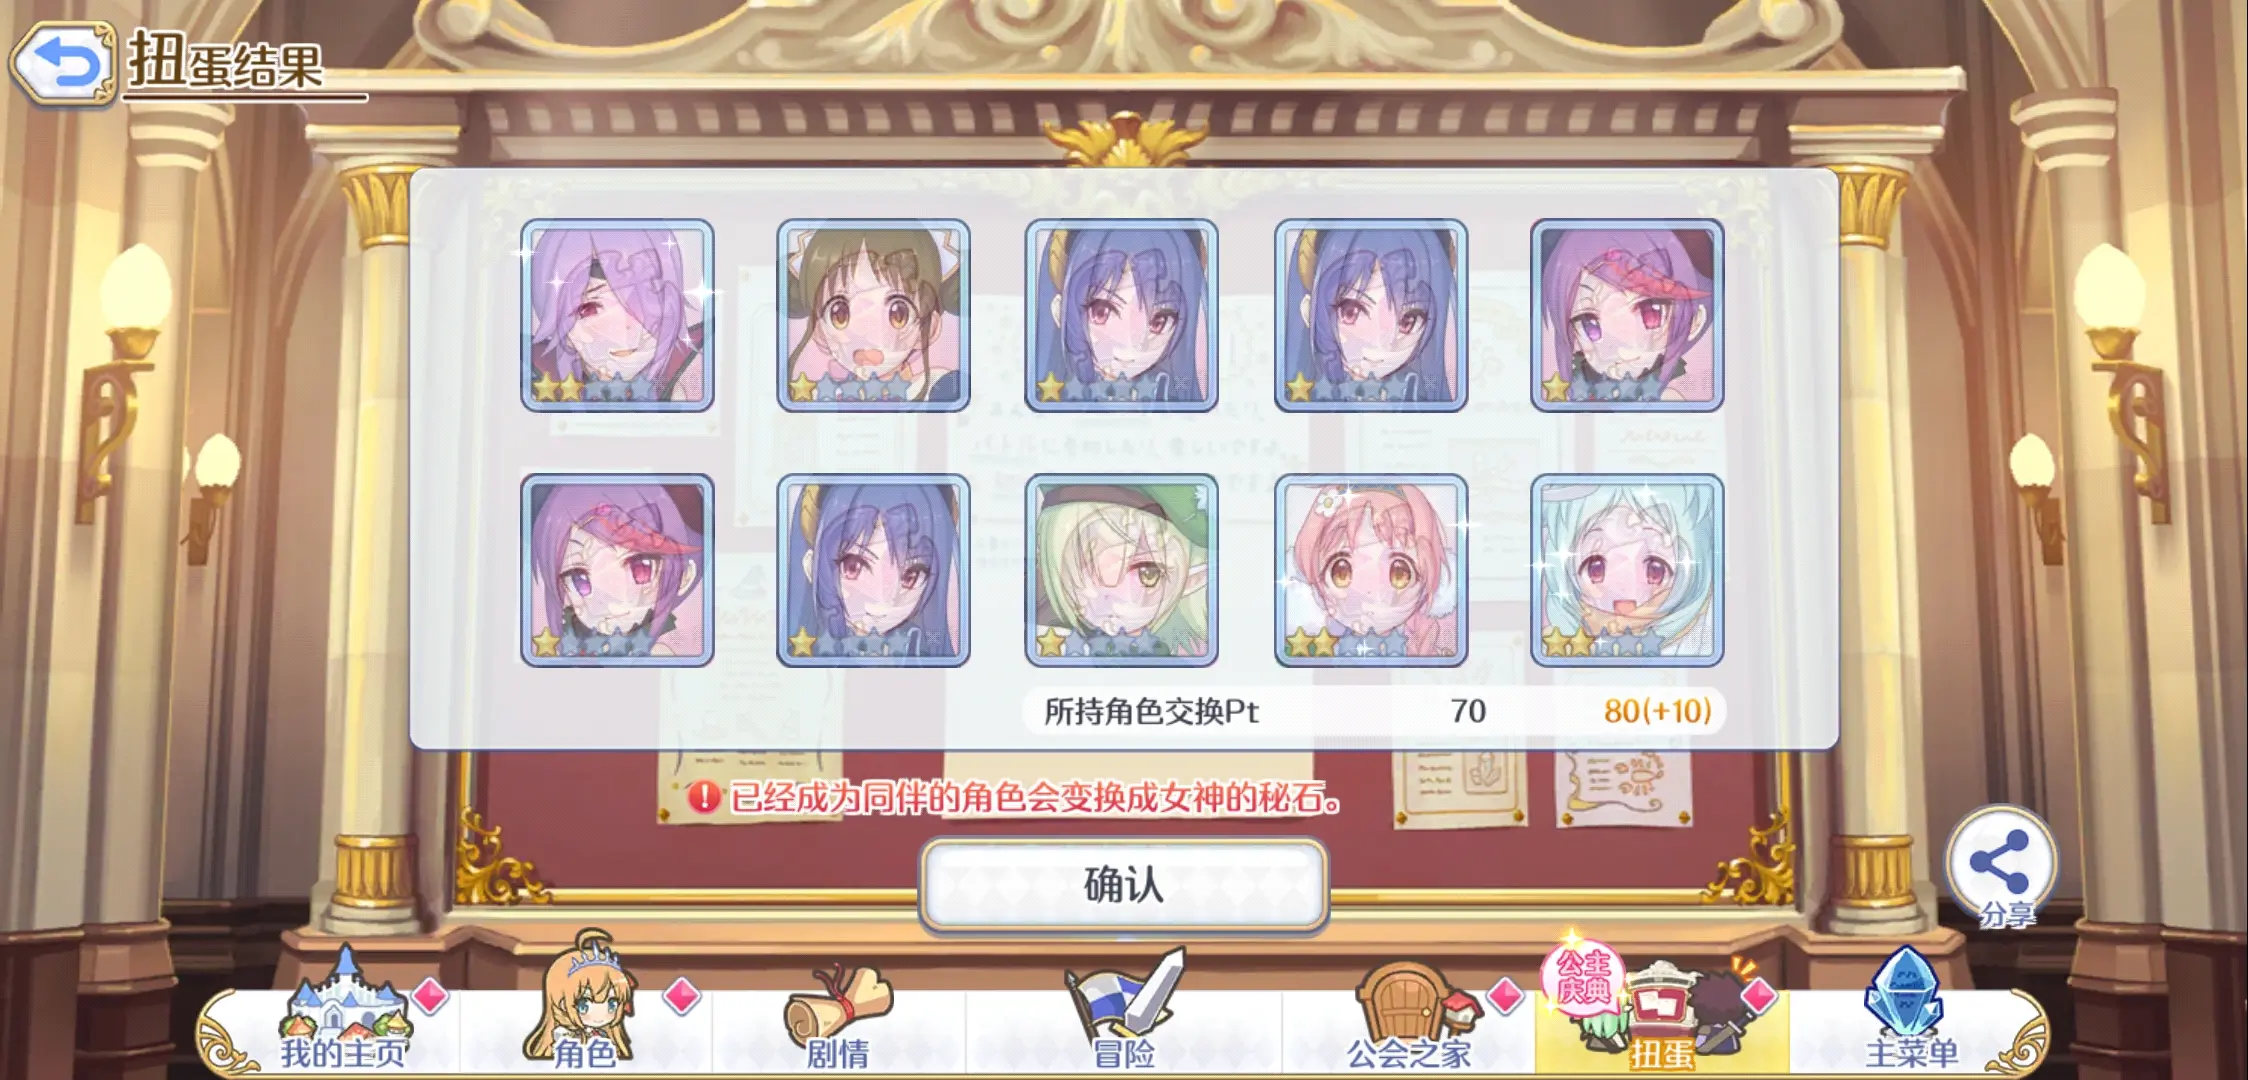 扭蛋结果
所持角色交换Pt 70 80(+10)
已经成为同伴的角色会变换成女神的秘石。
确认
分享
公主
庆典
我的主页 角色 剧情 冒险 公会之家 扭蛋 主菜单